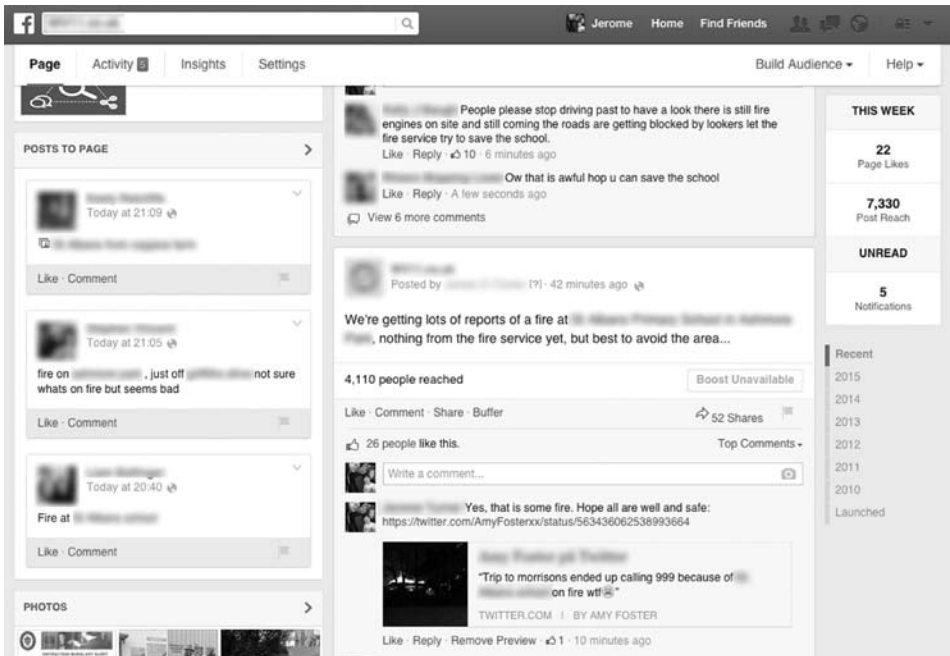 f
Jerome Home Find Friends
Page Activity 5 Insights Settings Build Audience Help
POSTS TO PAGE
Today at 21:09
Like · Comment
Today at 21:05
fire on , just off not sure
whats on fire but seems bad
Like · Comment
Today at 20:40
Fire at
Like · Comment
PHOTOS
People please stop driving past to have a look there is still fire
engines on site and still coming the roads are getting blocked by lookers let the
fire service try to save the school.
Like · Reply · 10 · 6 minutes ago
Ow that is awful hop u can save the school
Like · Reply · A few seconds ago
View 6 more comments
Posted by [?] · 42 minutes ago
We're getting lots of reports of a fire at
, nothing from the fire service yet, but best to avoid the area...
4,110 people reached Boost Unavailable
Like · Comment · Share · Buffer 52 Shares
26 people like this. Top Comments
Write a comment...
Yes, that is some fire. Hope all are well and safe:
https://twitter.com/AmyFosterxx/status/563436062538993664
"Trip to morrisons ended up calling 999 because of
on fire wtf "
TWITTER.COM | BY AMY FOSTER
Like · Reply · Remove Preview · 1 · 10 minutes ago
THIS WEEK
22
Page Likes
7,330
Post Reach
UNREAD
5
Notifications
Recent
2015
2014
2013
2012
2011
2010
Launched